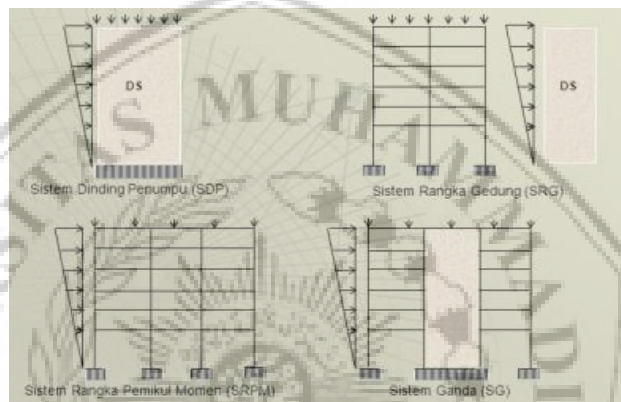 DS
DS
Sistem Dinding Penumpu (SDP)
Sistem Rangka Gedung (SRG)
Sistem Rangka Pemikul Momen (SRPM)
Sistem Ganda (SG)